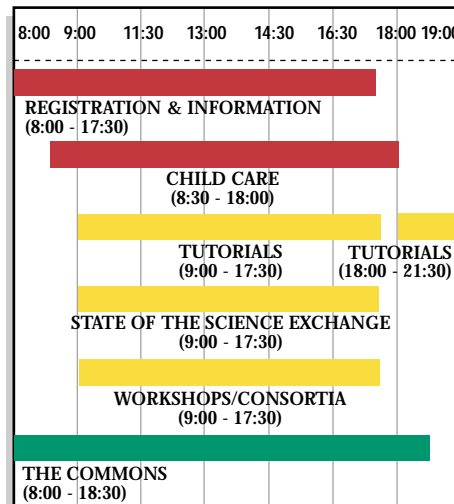 8:00 9:00 11:30 13:00 14:30 16:30 18:00 19:00
REGISTRATION & INFORMATION
(8:00 - 17:30)
CHILD CARE
(8:30 - 18:00)
TUTORIALS
(9:00 - 17:30)
TUTORIALS
(18:00 - 21:30)
STATE OF THE SCIENCE EXCHANGE
(9:00 - 17:30)
WORKSHOPS/CONSORTIA
(9:00 - 17:30)
THE COMMONS
(8:00 - 18:30)